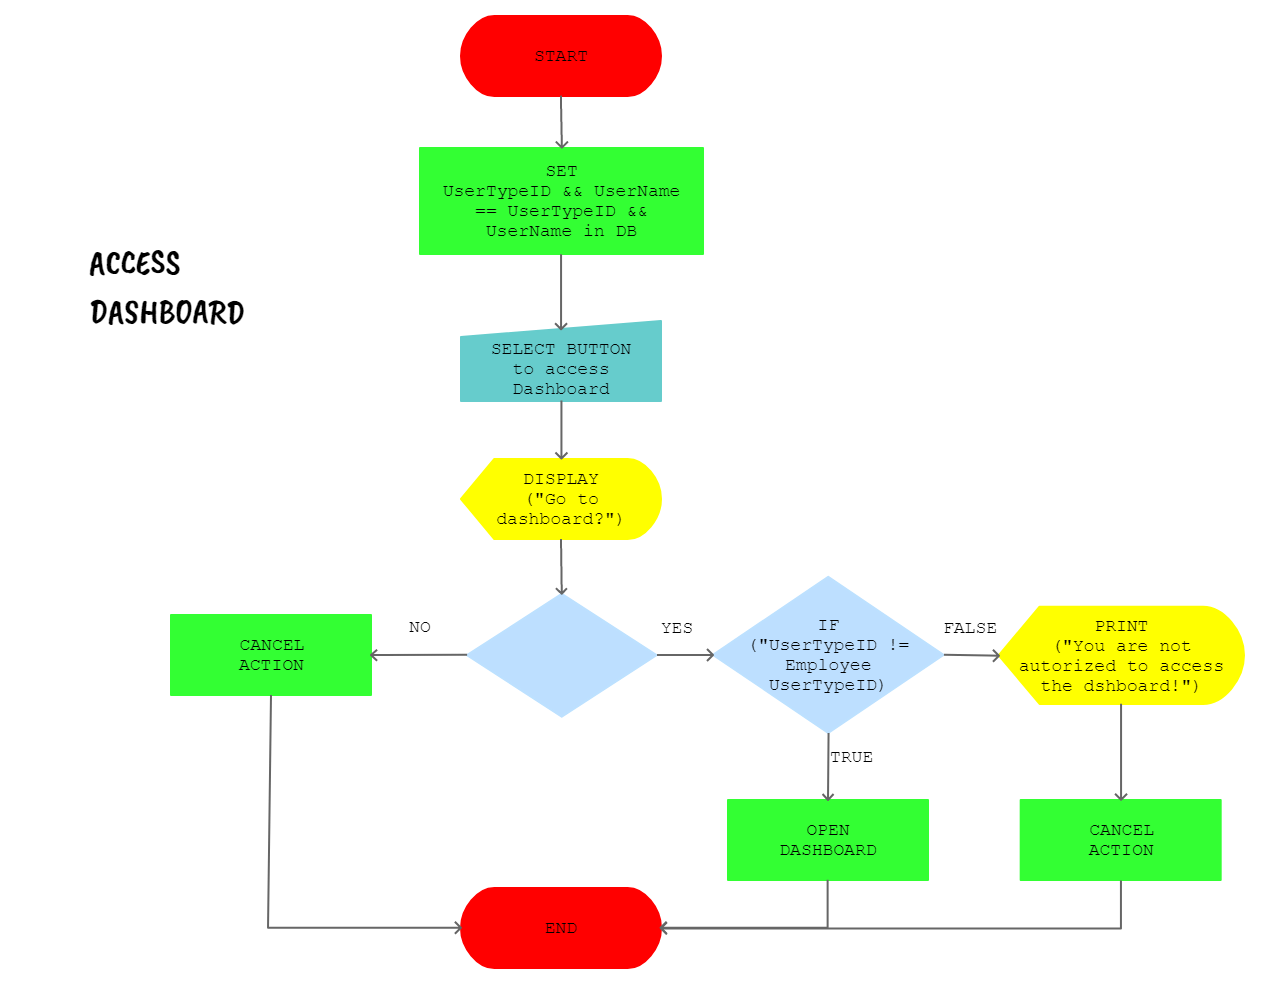 START
SET
UserTypeID && UserName
== UserTypeID &&
UserName in DB
ACCESS
DASHBOARD
SELECT BUTTON
to access
Dashboard
DISPLAY
("Go to
dashboard?")
NO
CANCEL
ACTION
YES
IF
("UserTypeID !=
Employee
UserTypeID)
FALSE
PRINT
("You are not
autorized to access
the dshboard!")
TRUE
OPEN
DASHBOARD
CANCEL
ACTION
END